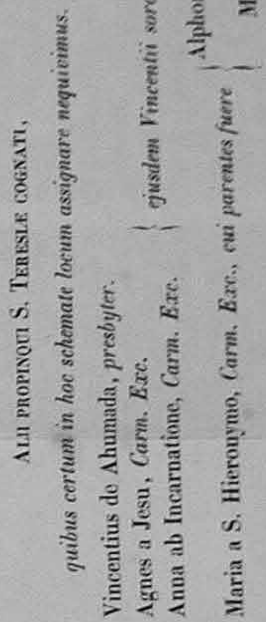 ALII PROPINQUI S. TERESIÆ COGNATI,
quibus certum in hoc schemate locum assignare nequivimus.
Vincentius de Ahumada, presbyter.
Agnes a Jesu, Carm. Exc.
Anna ab Incarnatione, Carm. Exc. } ejusdem Vincentii
Maria a S. Hieronymo, Carm. Exc., cui parentes fuere {